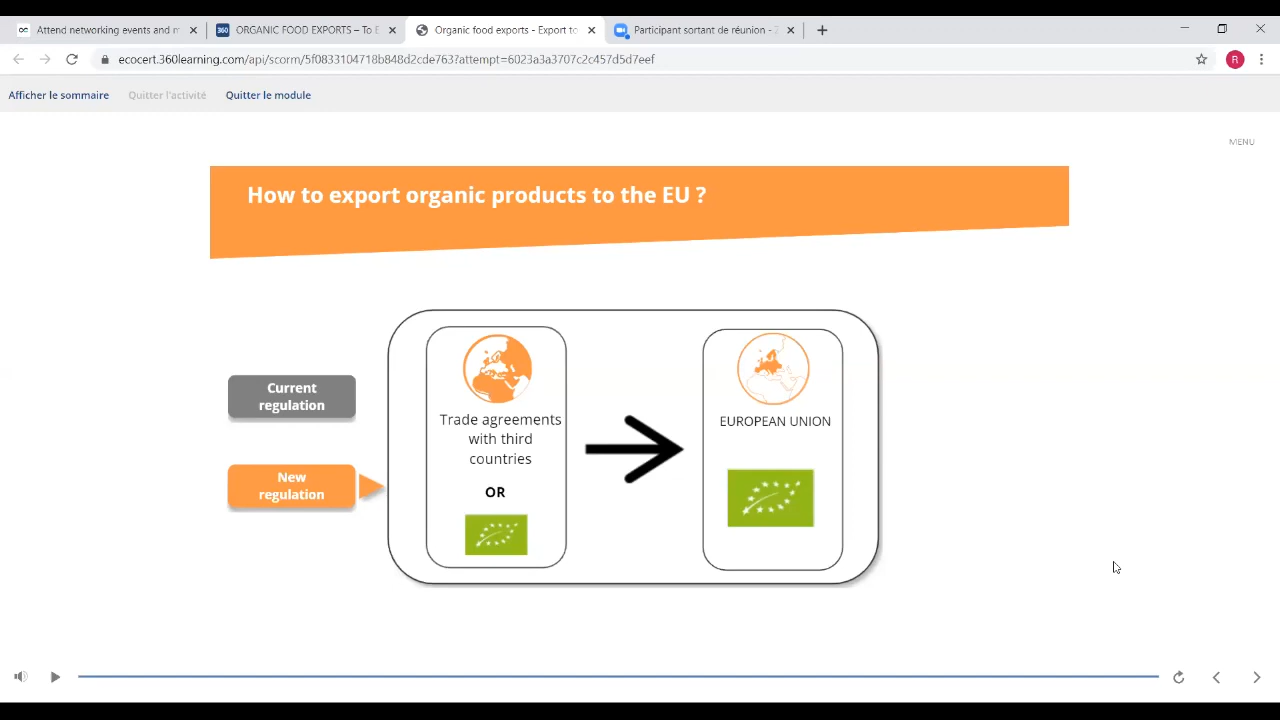 Attend networking events and m
360
ORGANIC FOOD EXPORTS – To E
Organic food exports - Export to
Participant sortant de réunion - Z
ecocert.360learning.com/api/scorm/5f0833104718b848d2cde763?attempt=6023a3a3707c2c457d5d7eef
R
Afficher le sommaire
Quitter l'activité
Quitter le module
MENU
How to export organic products to the EU ?
Current
regulation
New
regulation
Trade agreements
with third
countries
OR
EUROPEAN UNION